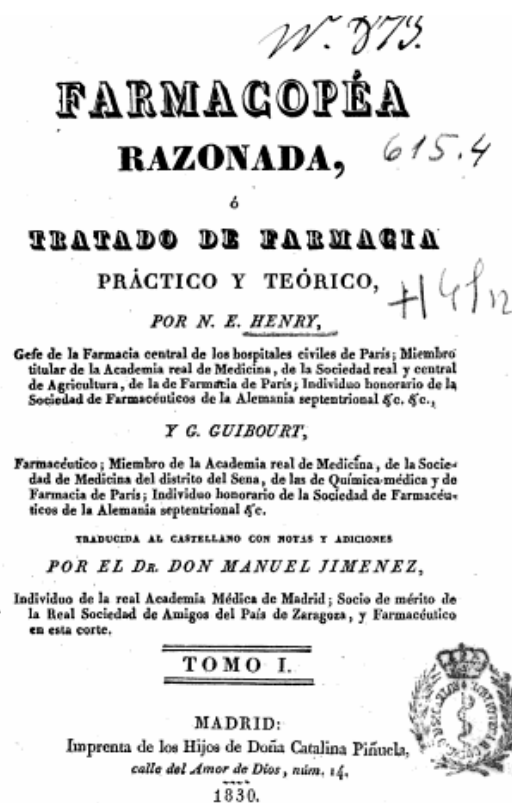 Nº. 873.
FARMACOPÉA
RAZONADA,
615.4
ó
TRATADO DE FARMACIA
PRÁCTICO Y TEÓRICO,
POR N. E. HENRY,
Gefe de la Farmacia central de los hospitales civiles de París; Miembro
titular de la Academia real de Medicina, de la Sociedad real y central
de Agricultura, de la de Farmacia de París; Individuo honorario de la
Sociedad de Farmacéuticos de la Alemania septentrional &c. &c.,
Y G. GUIBOURT,
Farmacéutico; Miembro de la Academia real de Medicina, de la Socie-
dad de Medicina del distrito del Sena, de las de Química-médica y de
Farmacia de París; Individuo honorario de la Sociedad de Farmacéu-
ticos de la Alemania septentrional &c.
TRADUCIDA AL CASTELLANO CON NOTAS Y ADICIONES
POR EL DR. DON MANUEL JIMENEZ,
Individuo de la real Academia Médica de Madrid; Socio de mérito de
la Real Sociedad de Amigos del País de Zaragoza, y Farmacéutico
en esta corte.
TOMO I.
MADRID:
Imprenta de los Hijos de Doña Catalina Piñuela,
calle del Amor de Dios, núm. 14.
1830.